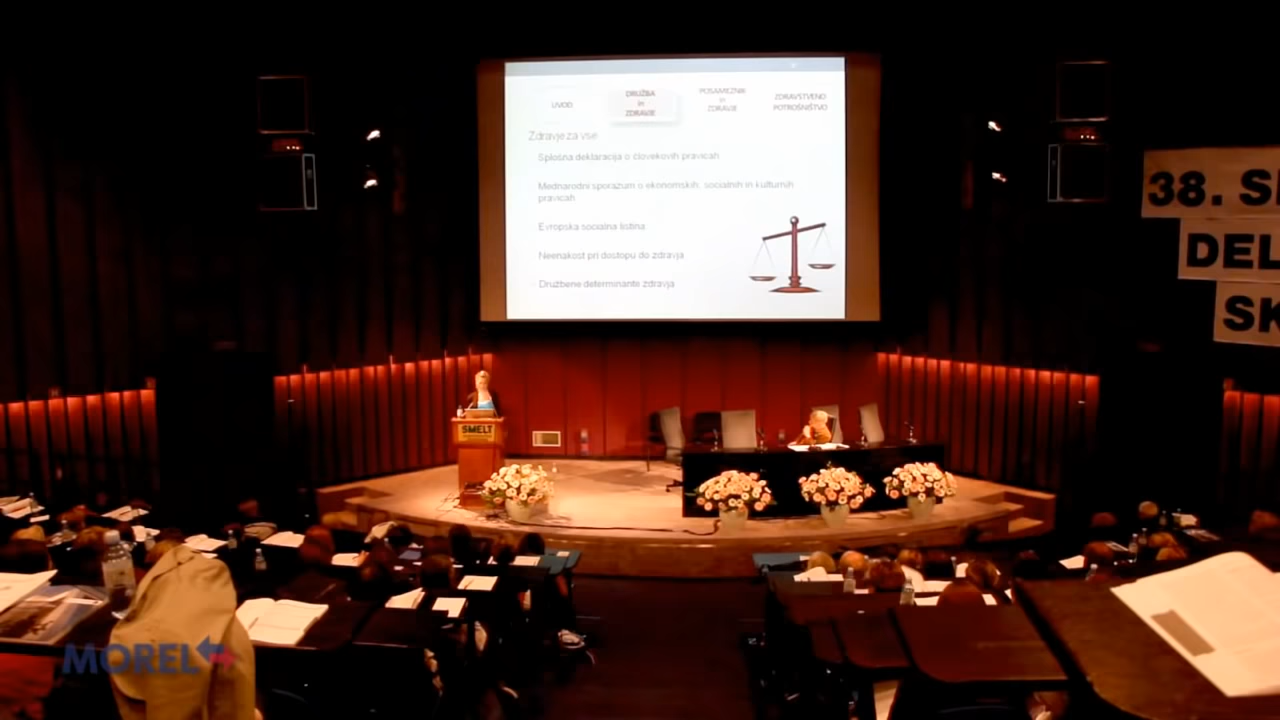 UVOD
DRUŽBA
in
ZDRAVJE
POSAMEZNIK
in
ZDRAVJE
ZDRAVSTVENO
POTROŠNIŠTVO
Zdravje za vse
Splošna deklaracija o človekovih pravicah
Mednarodni sporazum o ekonomskih, socialnih in kulturnih
pravicah
Evropska socialna listina
Neenakost pri dostopu do zdravja
Družbene determinante zdravja
38. S
DEL
SK
SMELT
MOREL